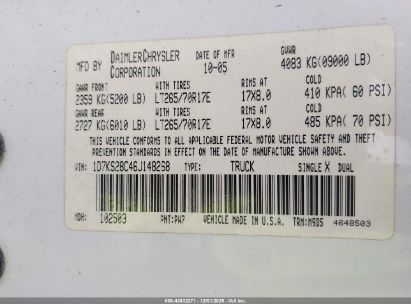 MFD BY DAIMLERCHRYSLER CORPORATION DATE OF MFR 10-05 GVWR 4083 KG(09000 LB)
GAWR FRONT WITH TIRES RIMS AT COLD
2359 KG(5200 LB) LT265/70R17E 17X8.0 410 KPA( 60 PSI)
GAWR REAR WITH TIRES RIMS AT COLD
2727 KG(6010 LB) LT265/70R17E 17X8.0 485 KPA( 70 PSI)
THIS VEHICLE CONFORMS TO ALL APPLICABLE FEDERAL MOTOR VEHICLE SAFETY AND THEFT
PREVENTION STANDARDS IN EFFECT ON THE DATE OF MANUFACTURE SHOWN ABOVE.
VIN: 1D7KS28C46J148268 TYPE: TRUCK SINGLE X DUAL
MDH: 102503 PNT: PW7 VEHICLE MADE IN U.S.A. TRM: M9D5 4648503